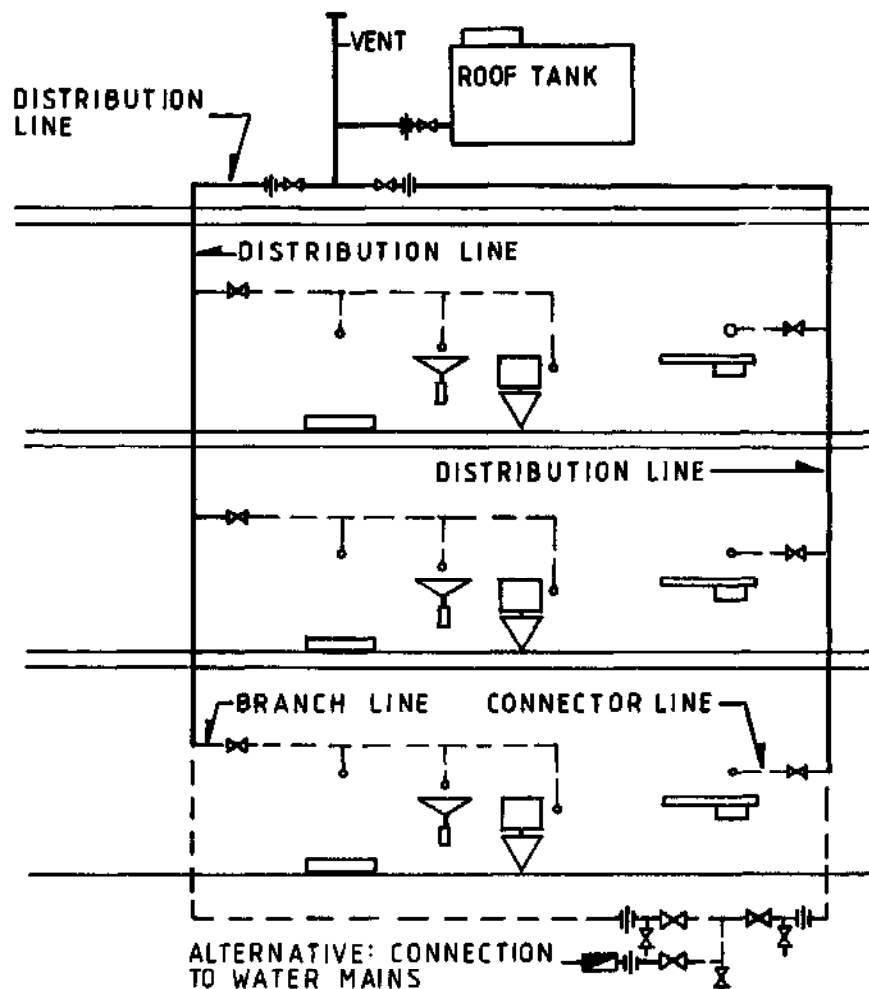 VENT
ROOF TANK
DISTRIBUTION
LINE
DISTRIBUTION LINE
DISTRIBUTION LINE
BRANCH LINE
CONNECTOR LINE
ALTERNATIVE: CONNECTION
TO WATER MAINS